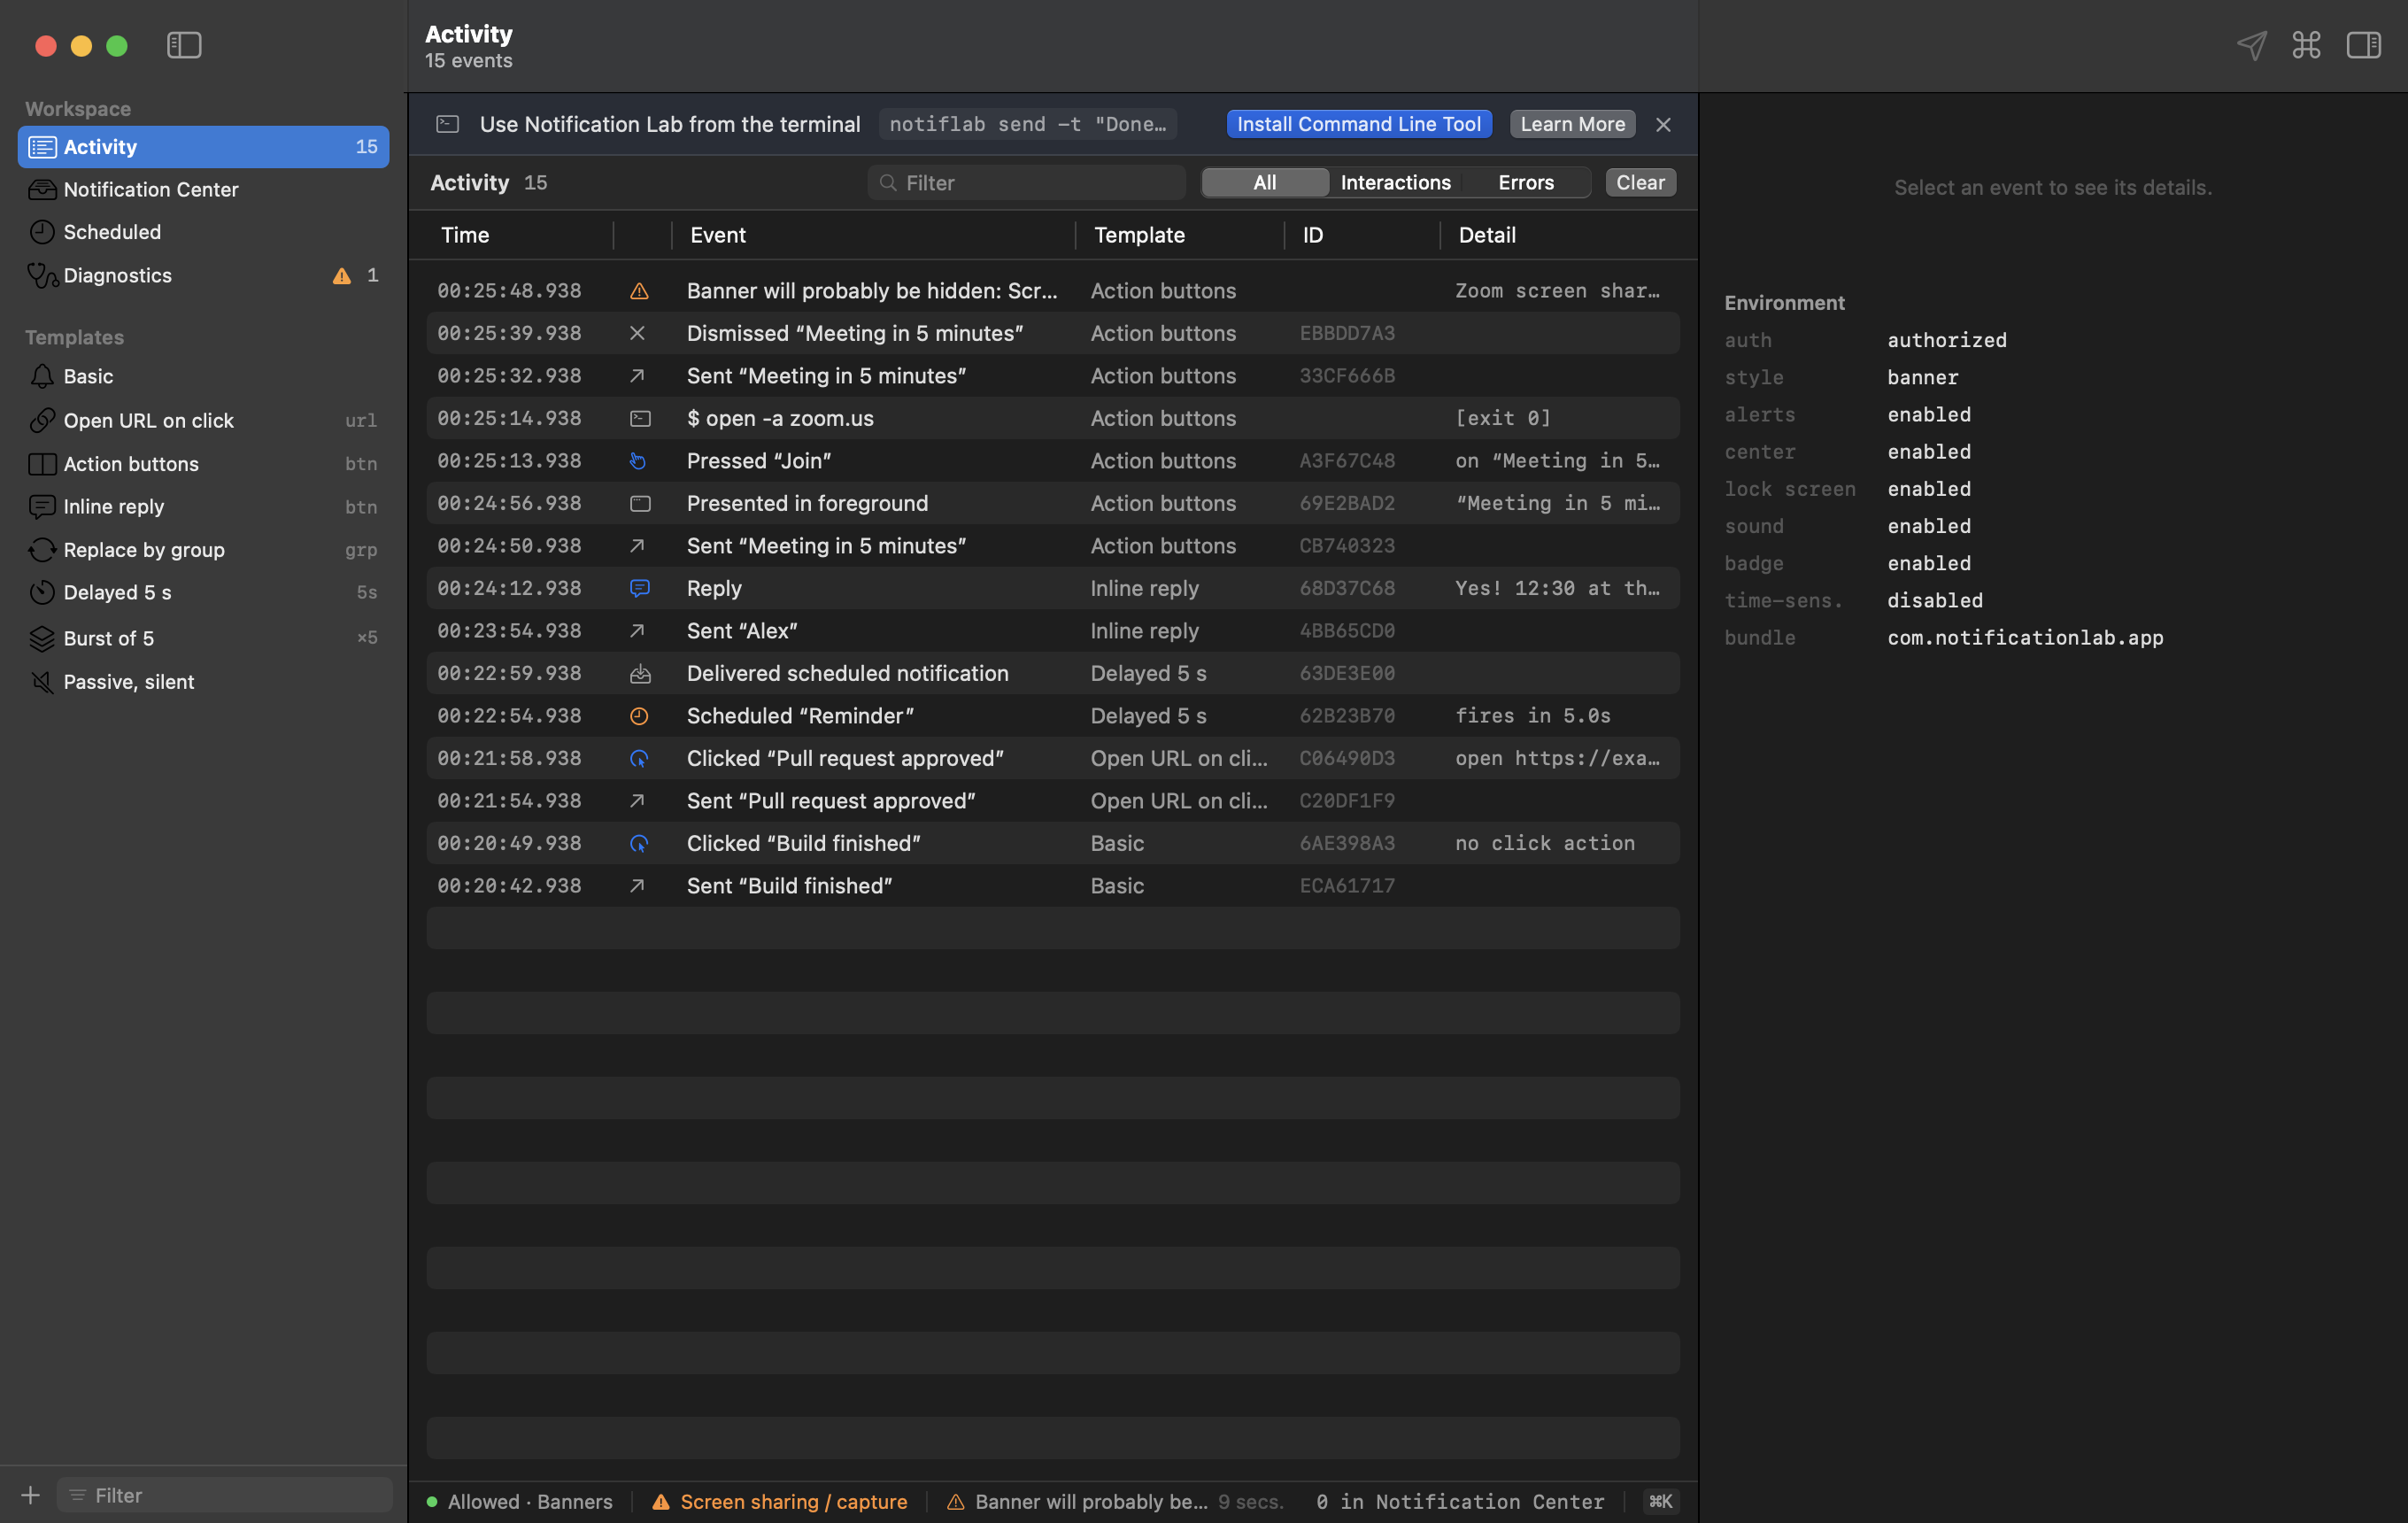 Activity
15 events
Workspace
Activity 15
Notification Center
Scheduled
Diagnostics 1
Templates
Basic
Open URL on click url
Action buttons btn
Inline reply btn
Replace by group grp
Delayed 5 s 5s
Burst of 5 ×5
Passive, silent
Filter
Use Notification Lab from the terminal notiflab send -t "Done… Install Command Line Tool Learn More
Activity 15 Filter All Interactions Errors Clear
Time Event Template ID Detail
00:25:48.938 Banner will probably be hidden: Scr… Action buttons Zoom screen shar…
00:25:39.938 Dismissed “Meeting in 5 minutes” Action buttons EBBDD7A3
00:25:32.938 Sent “Meeting in 5 minutes” Action buttons 33CF666B
00:25:14.938 $ open -a zoom.us Action buttons [exit 0]
00:25:13.938 Pressed “Join” Action buttons A3F67C48 on “Meeting in 5…
00:24:56.938 Presented in foreground Action buttons 69E2BAD2 “Meeting in 5 mi…
00:24:50.938 Sent “Meeting in 5 minutes” Action buttons CB740323
00:24:12.938 Reply Inline reply 68D37C68 Yes! 12:30 at th…
00:23:54.938 Sent “Alex” Inline reply 4BB65CD0
00:22:59.938 Delivered scheduled notification Delayed 5 s 63DE3E00
00:22:54.938 Scheduled “Reminder” Delayed 5 s 62B23B70 fires in 5.0s
00:21:58.938 Clicked “Pull request approved” Open URL on cli… C06490D3 open https://exa…
00:21:54.938 Sent “Pull request approved” Open URL on cli… C20DF1F9
00:20:49.938 Clicked “Build finished” Basic 6AE398A3 no click action
00:20:42.938 Sent “Build finished” Basic ECA61717
Allowed · Banners Screen sharing / capture Banner will probably be… 9 secs. 0 in Notification Center ⌘K
Select an event to see its details.
Environment
auth authorized
style banner
alerts enabled
center enabled
lock screen enabled
sound enabled
badge enabled
time-sens. disabled
bundle com.notificationlab.app